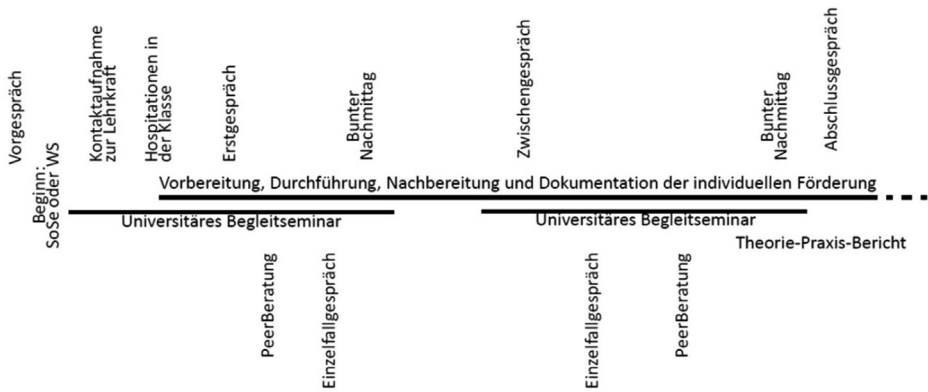 Vorgespräch
Beginn:
SoSe oder WS
Kontaktaufnahme
zur Lehrkraft
Hospitationen in
der Klasse
Erstgespräch
Bunter
Nachmittag
Zwischengespräch
Bunter
Nachmittag
Abschlussgespräch
Vorbereitung, Durchführung, Nachbereitung und Dokumentation der individuellen Förderung
Universitäres Begleitseminar
Universitäres Begleitseminar
Theorie-Praxis-Bericht
PeerBeratung
Einzelfallgespräch
Einzelfallgespräch
PeerBeratung